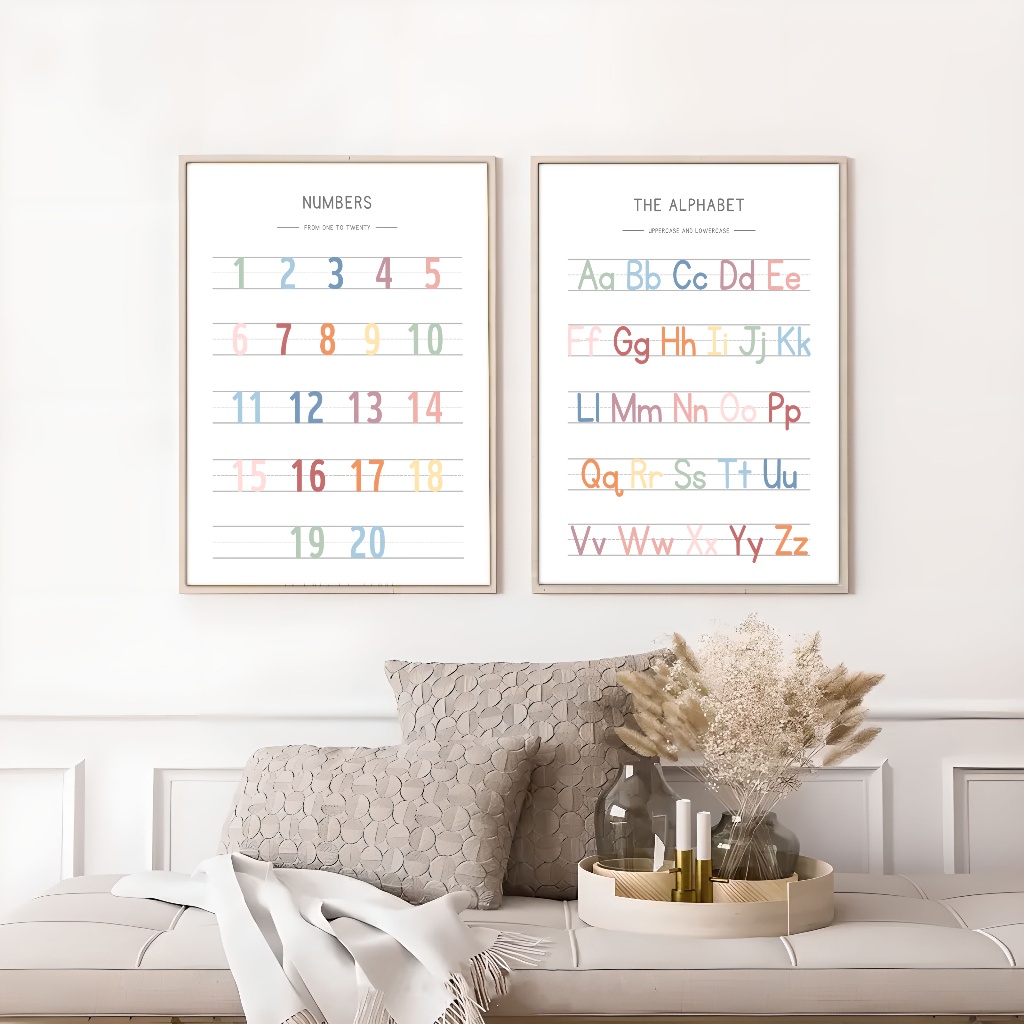 NUMBERS
FROM ONE TO TWENTY
1 2 3 4 5
6 7 8 9 10
11 12 13 14
15 16 17 18
19 20
THE ALPHABET
UPPERCASE AND LOWERCASE
Aa Bb Cc Dd Ee
Ff Gg Hh Ii Jj Kk
Ll Mm Nn Oo Pp
Qq Rr Ss Tt Uu
Vv Ww Xx Yy Zz